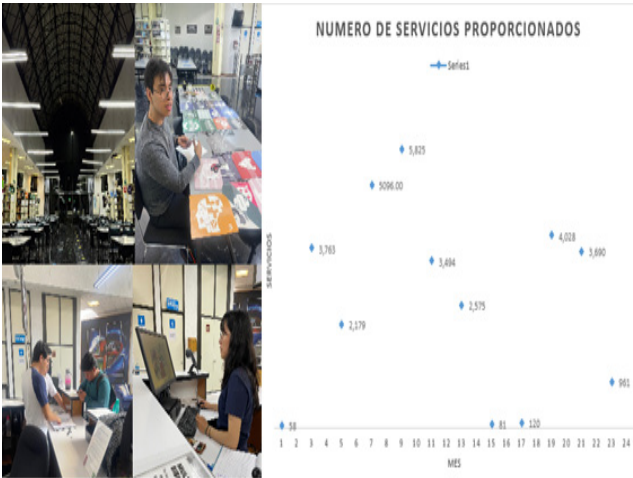 NUMERO DE SERVICIOS PROPORCIONADOS
Series1
5,825
5096.00
4,028
3,763
3,690
3,494
2,575
2,179
961
58
81
120
SERVICIOS
1 2 3 4 5 6 7 8 9 10 11 12 13 14 15 16 17 18 19 20 21 22 23 24
MES